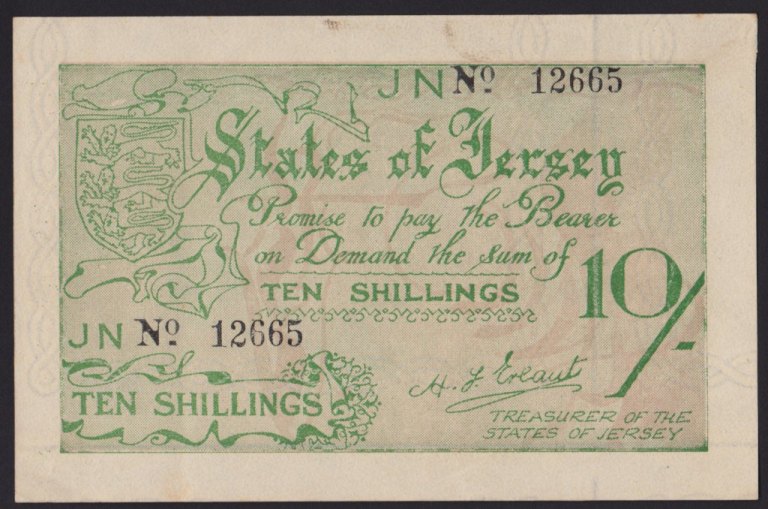 JN Nº 12665
States of Jersey
Promise to pay the Bearer
on Demand the sum of
TEN SHILLINGS
10/-
JN Nº 12665
TEN SHILLINGS
H. F. Ereaut
TREASURER OF THE
STATES OF JERSEY